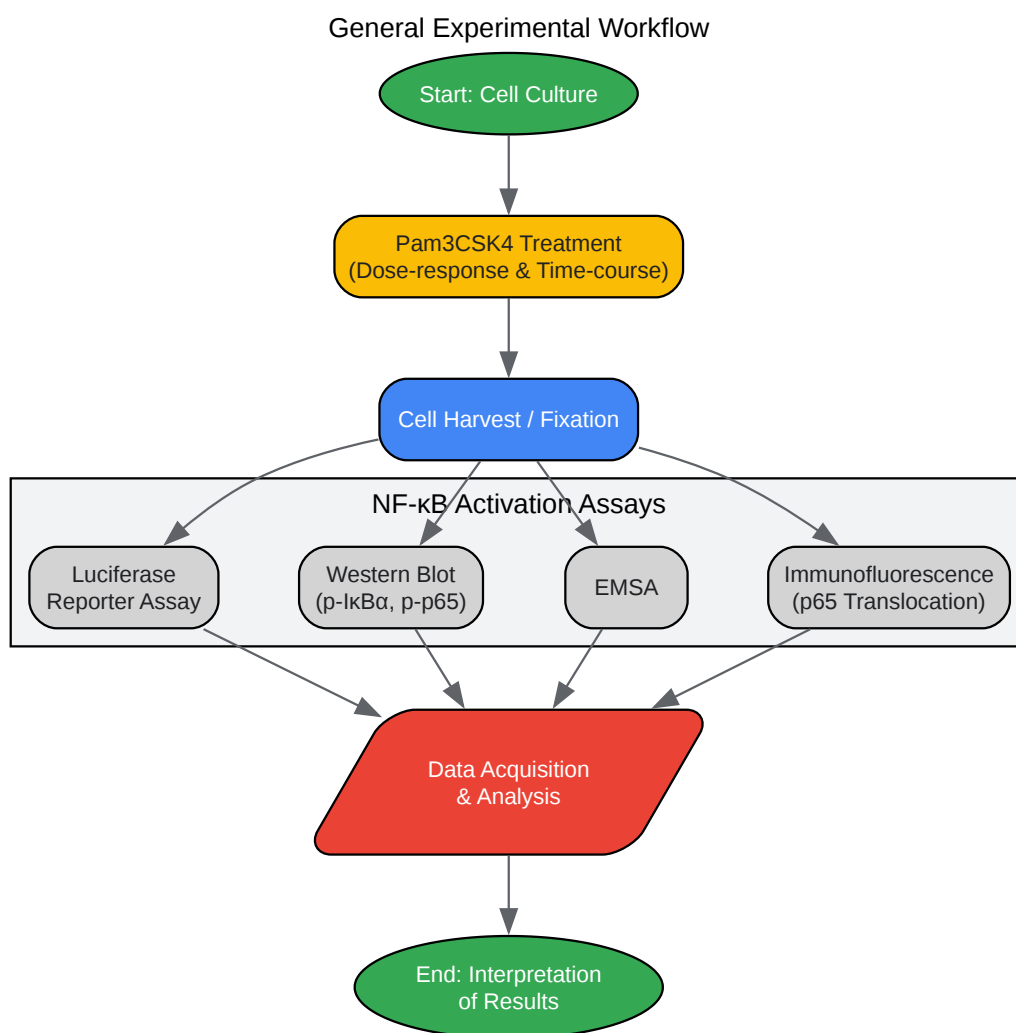 General Experimental Workflow
Start: Cell Culture
Pam3CSK4 Treatment
(Dose-response & Time-course)
Cell Harvest / Fixation
NF-κB Activation Assays
Luciferase
Reporter Assay
Western Blot
(p-IκBα, p-p65)
EMSA
Immunofluorescence
(p65 Translocation)
Data Acquisition
& Analysis
End: Interpretation
of Results